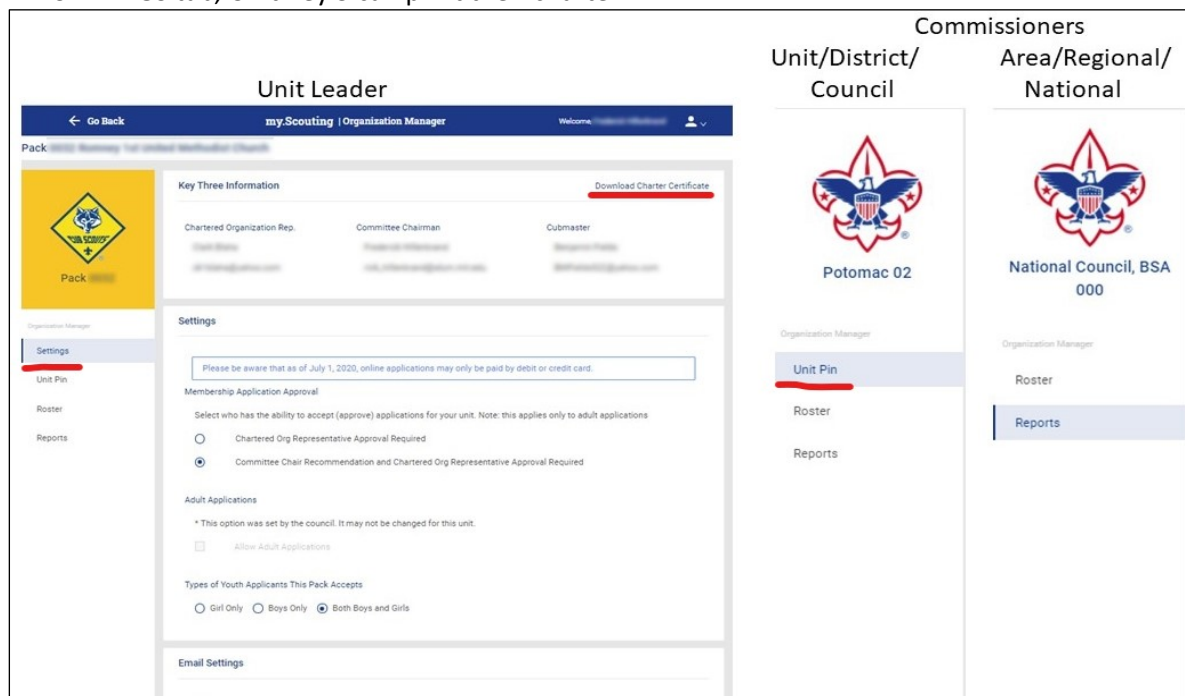 Commissioners
Unit/District/ Area/Regional/
Unit Leader Council National
Go Back my.Scouting | Organization Manager Welcome,
Pack
Key Three Information Download Charter Certificate
Chartered Organization Rep. Committee Chairman Cubmaster
CUB SCOUTS
Pack
Organization Manager
Settings
Unit Pin
Roster
Reports
Settings
Please be aware that as of July 1, 2020, online applications may only be paid by debit or credit card.
Membership Application Approval
Select who has the ability to accept (approve) applications for your unit. Note: this applies only to adult applications
Chartered Org Representative Approval Required
Committee Chair Recommendation and Chartered Org Representative Approval Required
Adult Applications
* This option was set by the council. It may not be changed for this unit.
Allow Adult Applications
Types of Youth Applicants This Pack Accepts
Girl Only Boys Only Both Boys and Girls
Email Settings
Potomac 02
Organization Manager
Unit Pin
Roster
Reports
National Council, BSA
000
Organization Manager
Roster
Reports